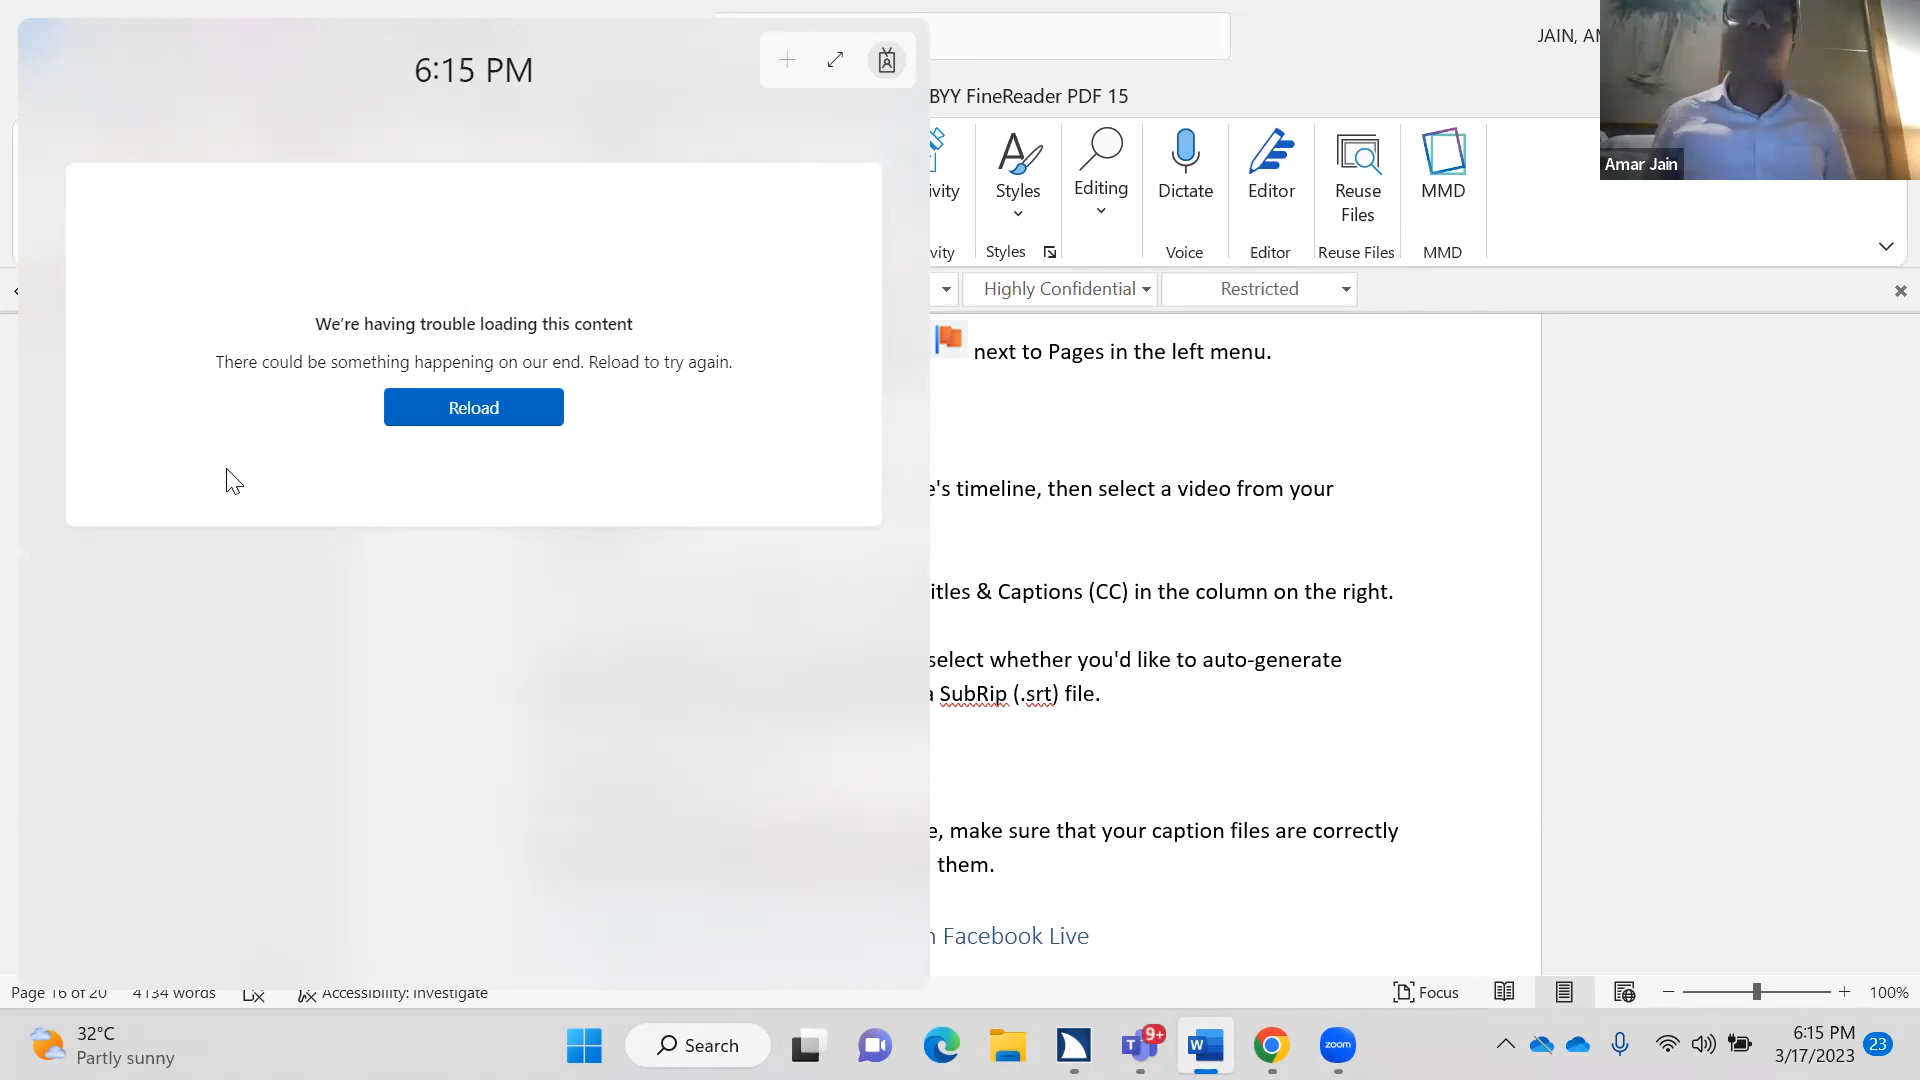 6:15 PM
We're having trouble loading this content
There could be something happening on our end. Reload to try again.
Reload
JAIN, AM
Amar Jain
BYY FineReader PDF 15
ivity
Styles
Editing
Dictate
Editor
Reuse
Files
MMD
vity
Styles
Voice
Editor
Reuse Files
MMD
Highly Confidential
Restricted
next to Pages in the left menu.
e's timeline, then select a video from your
itles & Captions (CC) in the column on the right.
select whether you'd like to auto-generate
a SubRip (.srt) file.
e, make sure that your caption files are correctly
them.
n Facebook Live
Page 16 of 20
4134 words
Accessibility: Investigate
Focus
100%
32°C
Partly sunny
Search
T
9+
W
zoom
6:15 PM
3/17/2023
23